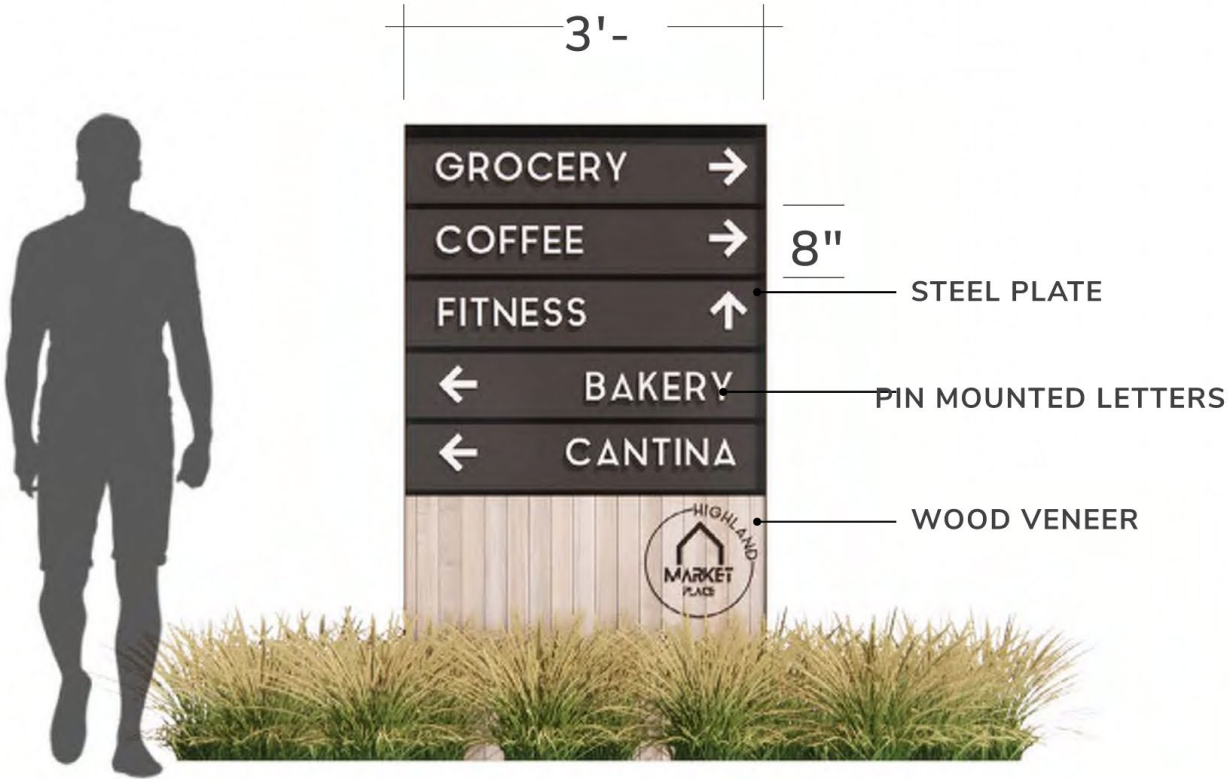 3'-
GROCERY →
COFFEE →
8"
STEEL PLATE
FITNESS ↑
← BAKERY
PIN MOUNTED LETTERS
← CANTINA
HIGHLAND
WOOD VENEER
MARKET
PLACE